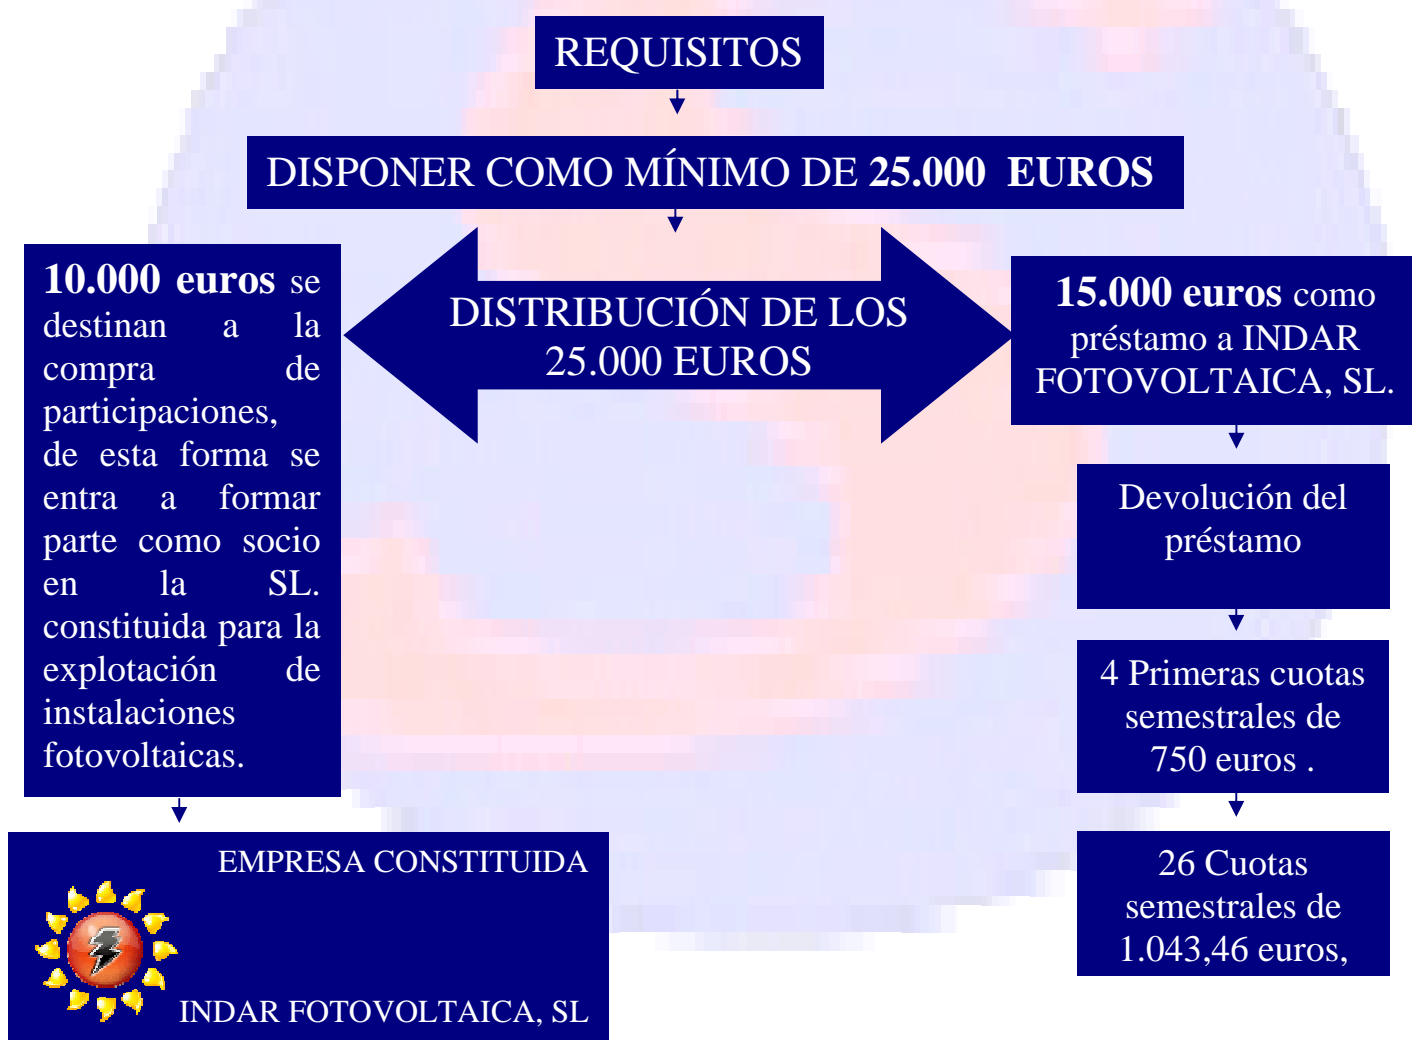 REQUISITOS
DISPONER COMO MÍNIMO DE 25.000 EUROS
DISTRIBUCIÓN DE LOS
25.000 EUROS
10.000 euros se
destinan a la
compra de
participaciones,
de esta forma se
entra a formar
parte como socio
en la SL.
constituida para la
explotación de
instalaciones
fotovoltaicas.
EMPRESA CONSTITUIDA
INDAR FOTOVOLTAICA, SL
15.000 euros como
préstamo a INDAR
FOTOVOLTAICA, SL.
Devolución del
préstamo
4 Primeras cuotas
semestrales de
750 euros .
26 Cuotas
semestrales de
1.043,46 euros,